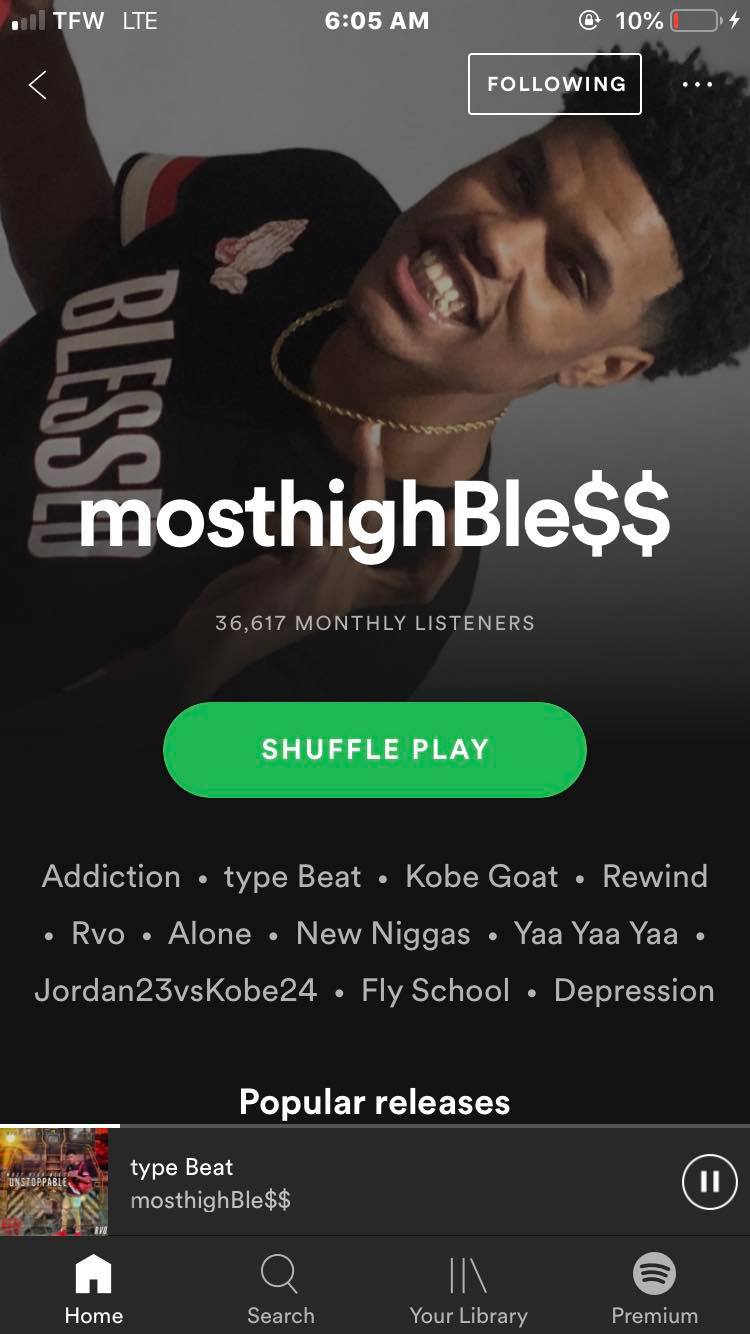 TFW LTE 6:05 AM 10%
FOLLOWING
BLESSED
mosthighBle$$
36,617 MONTHLY LISTENERS
SHUFFLE PLAY
Addiction • type Beat • Kobe Goat • Rewind
• Rvo • Alone • New Niggas • Yaa Yaa Yaa •
Jordan23vsKobe24 • Fly School • Depression
Popular releases
UNSTOPPABLE
RVO
type Beat
mosthighBle$$
Home Search Your Library Premium